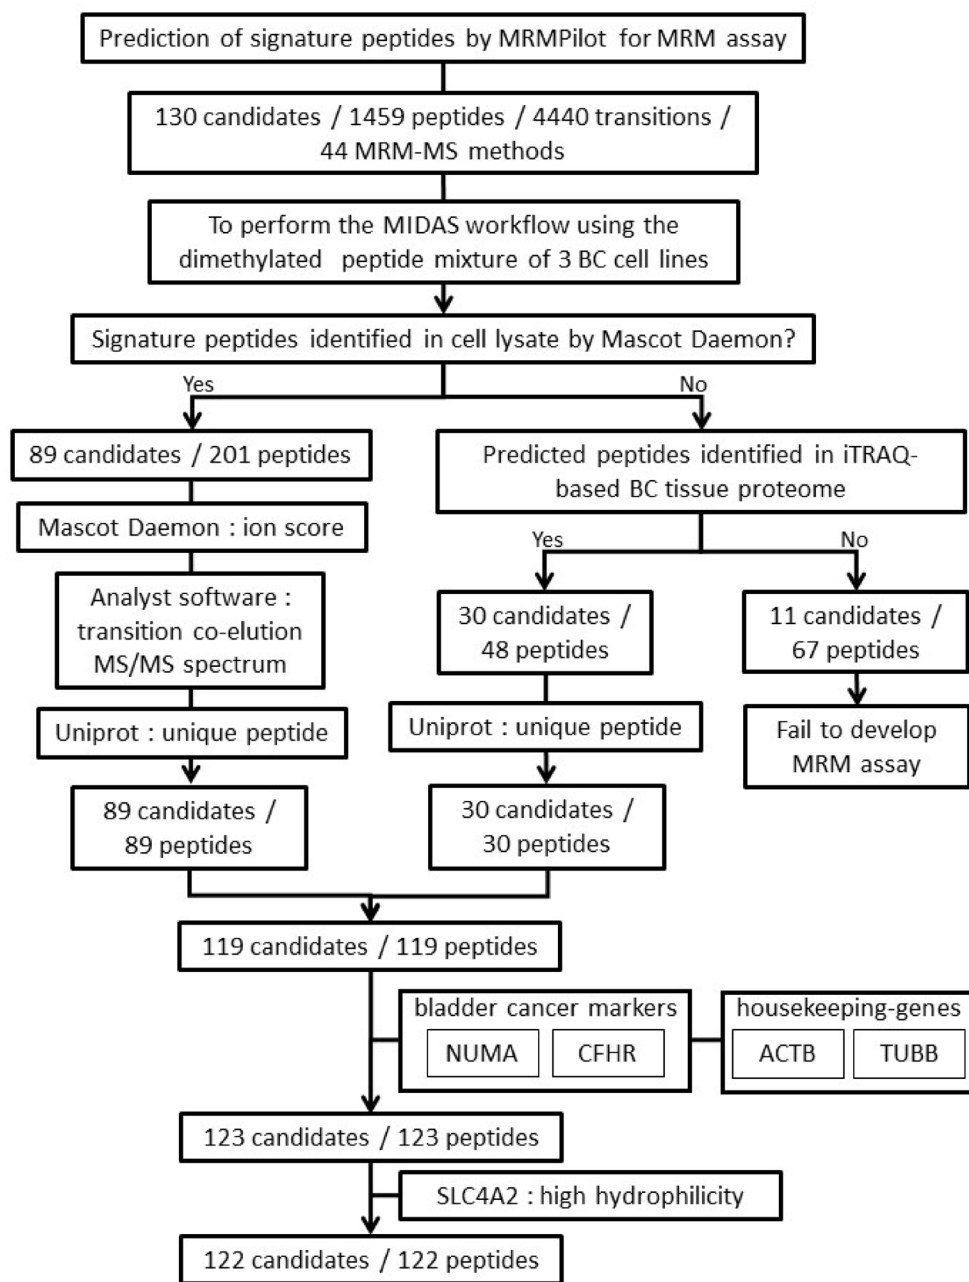 Prediction of signature peptides by MRMPilot for MRM assay
130 candidates / 1459 peptides / 4440 transitions /
44 MRM-MS methods
To perform the MIDAS workflow using the
dimethylated peptide mixture of 3 BC cell lines
Signature peptides identified in cell lysate by Mascot Daemon?
Yes
No
89 candidates / 201 peptides
Predicted peptides identified in iTRAQ-
based BC tissue proteome
Mascot Daemon : ion score
Yes
No
Analyst software :
transition co-elution
MS/MS spectrum
30 candidates /
48 peptides
11 candidates /
67 peptides
Uniprot : unique peptide
Uniprot : unique peptide
Fail to develop
MRM assay
89 candidates /
89 peptides
30 candidates /
30 peptides
119 candidates / 119 peptides
bladder cancer markers
NUMA
CFHR
housekeeping-genes
ACTB
TUBB
123 candidates / 123 peptides
SLC4A2 : high hydrophilicity
122 candidates / 122 peptides